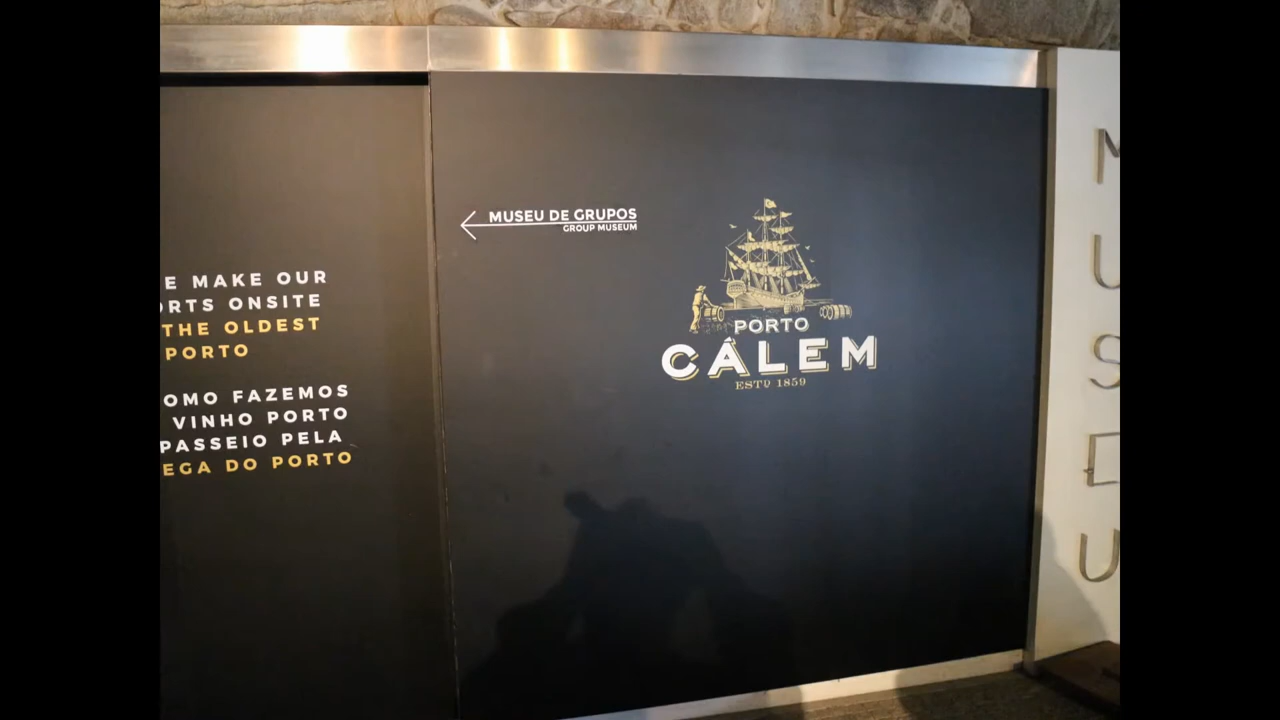 E MAKE OUR
ORTS ONSITE
THE OLDEST
PORTO
OMO FAZEMOS
VINHO PORTO
PASSEIO PELA
EGA DO PORTO
MUSEU DE GRUPOS
GROUP MUSEUM
PORTO
CÁLEM
ESTD 1859
MUSEU